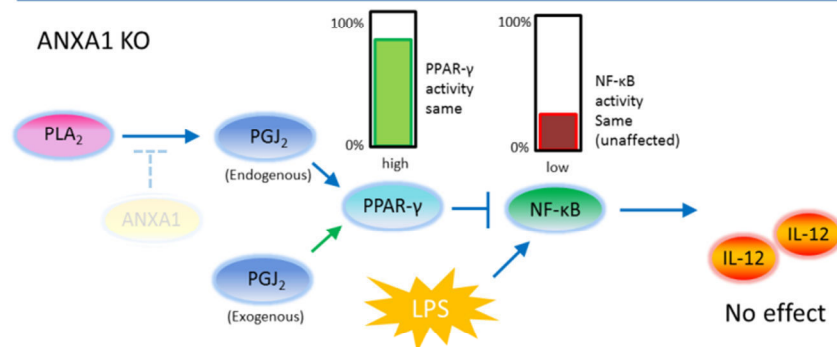 ANXA1 KO
100%
0%
high
PPAR-γ
activity
same
100%
0%
low
NF-κB
activity
Same
(unaffected)
PLA₂
PGJ₂
(Endogenous)
ANXA1
PPAR-γ
NF-κB
IL-12
IL-12
PGJ₂
(Exogenous)
LPS
No effect